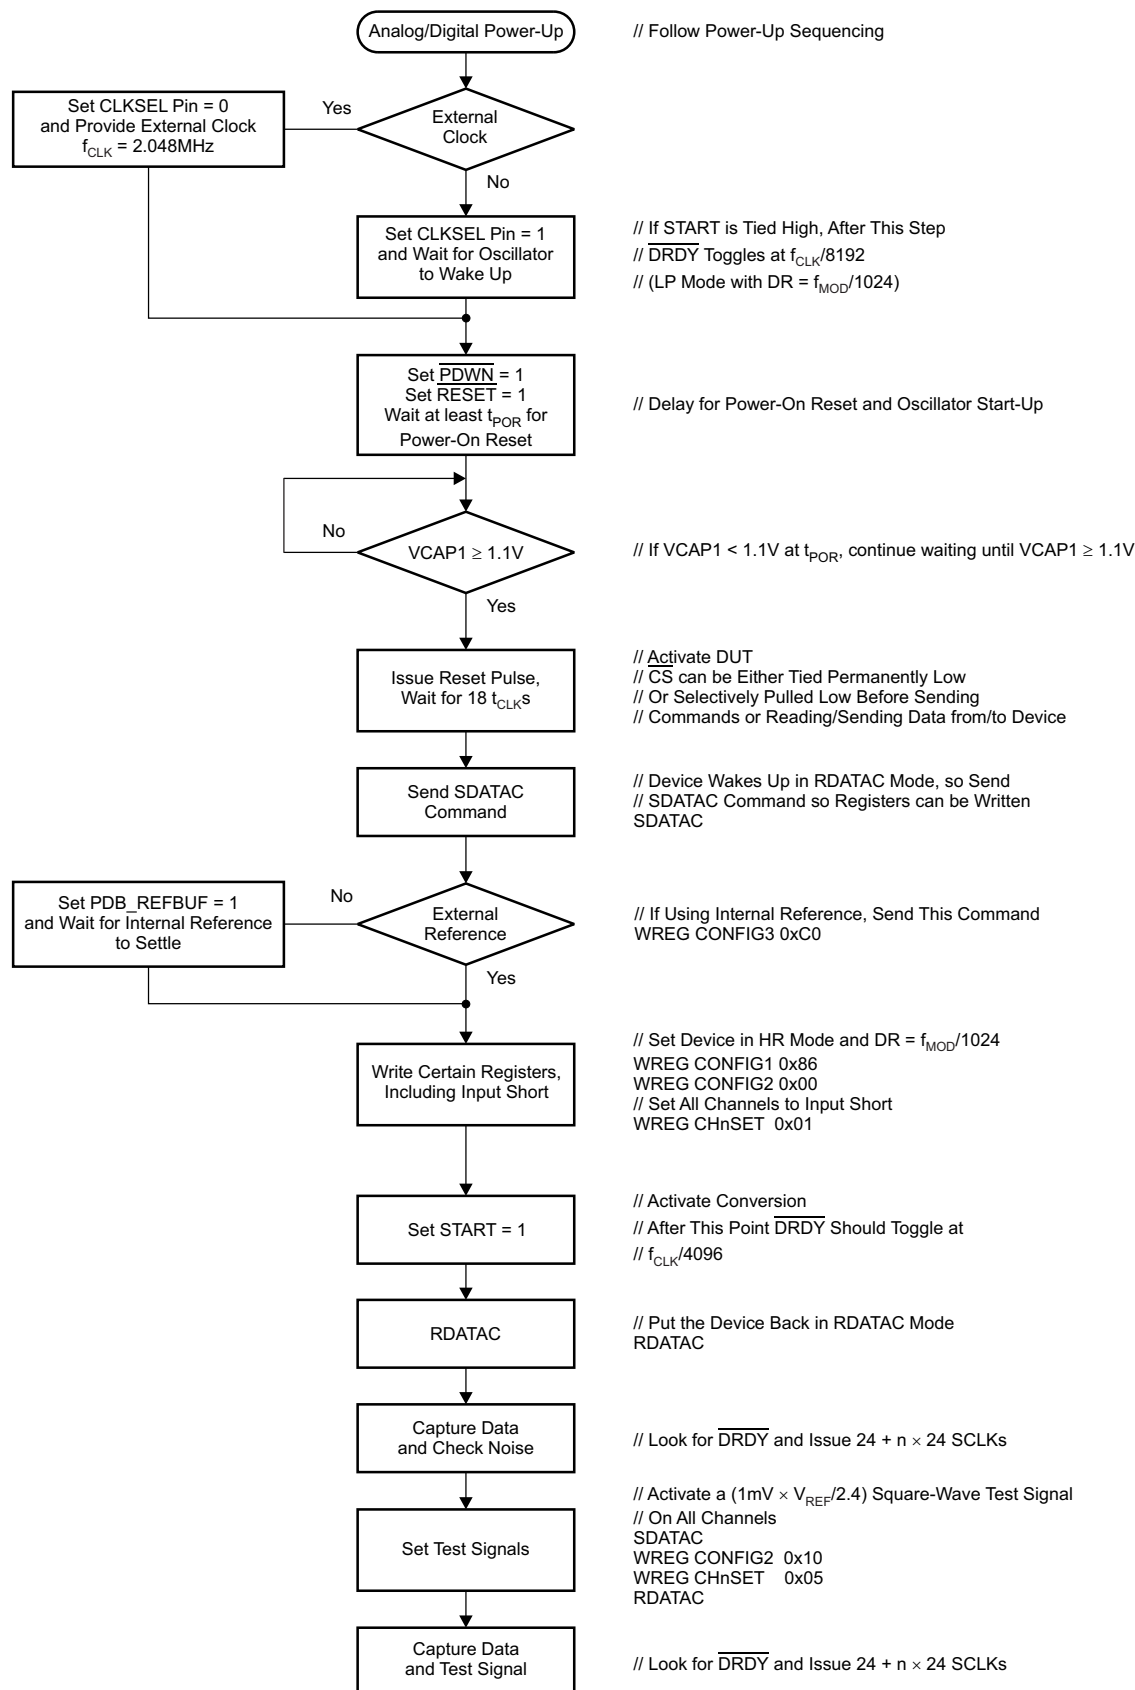 Analog/Digital Power-Up
// Follow Power-Up Sequencing
External
Clock
Yes
Set CLKSEL Pin = 0
and Provide External Clock
fCLK = 2.048MHz
No
Set CLKSEL Pin = 1
and Wait for Oscillator
to Wake Up
// If START is Tied High, After This Step
// DRDY Toggles at fCLK/8192
// (LP Mode with DR = fMOD/1024)
Set PDWN = 1
Set RESET = 1
Wait at least tPOR for
Power-On Reset
// Delay for Power-On Reset and Oscillator Start-Up
No
VCAP1 ≥ 1.1V
// If VCAP1 < 1.1V at tPOR, continue waiting until VCAP1 ≥ 1.1V
Yes
Issue Reset Pulse,
Wait for 18 tCLKs
// Activate DUT
// CS can be Either Tied Permanently Low
// Or Selectively Pulled Low Before Sending
// Commands or Reading/Sending Data from/to Device
Send SDATAC
Command
// Device Wakes Up in RDATAC Mode, so Send
// SDATAC Command so Registers can be Written
SDATAC
External
Reference
No
Set PDB_REFBUF = 1
and Wait for Internal Reference
to Settle
// If Using Internal Reference, Send This Command
WREG CONFIG3 0xC0
Yes
Write Certain Registers,
Including Input Short
// Set Device in HR Mode and DR = fMOD/1024
WREG CONFIG1 0x86
WREG CONFIG2 0x00
// Set All Channels to Input Short
WREG CHnSET 0x01
Set START = 1
// Activate Conversion
// After This Point DRDY Should Toggle at
// fCLK/4096
RDATAC
// Put the Device Back in RDATAC Mode
RDATAC
Capture Data
and Check Noise
// Look for DRDY and Issue 24 + n × 24 SCLKs
Set Test Signals
// Activate a (1mV × VREF/2.4) Square-Wave Test Signal
// On All Channels
SDATAC
WREG CONFIG2 0x10
WREG CHnSET 0x05
RDATAC
Capture Data
and Test Signal
// Look for DRDY and Issue 24 + n × 24 SCLKs